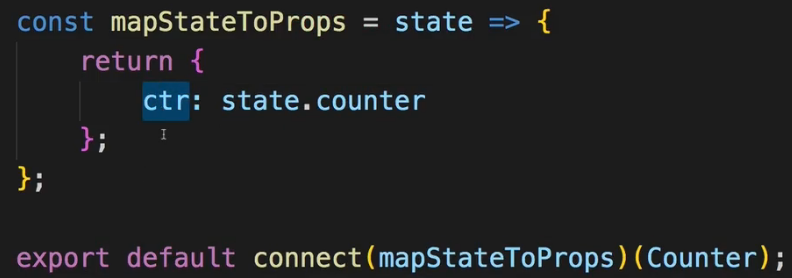 const mapStateToProps = state => {
return {
ctr: state.counter
};
};
export default connect(mapStateToProps)(Counter);